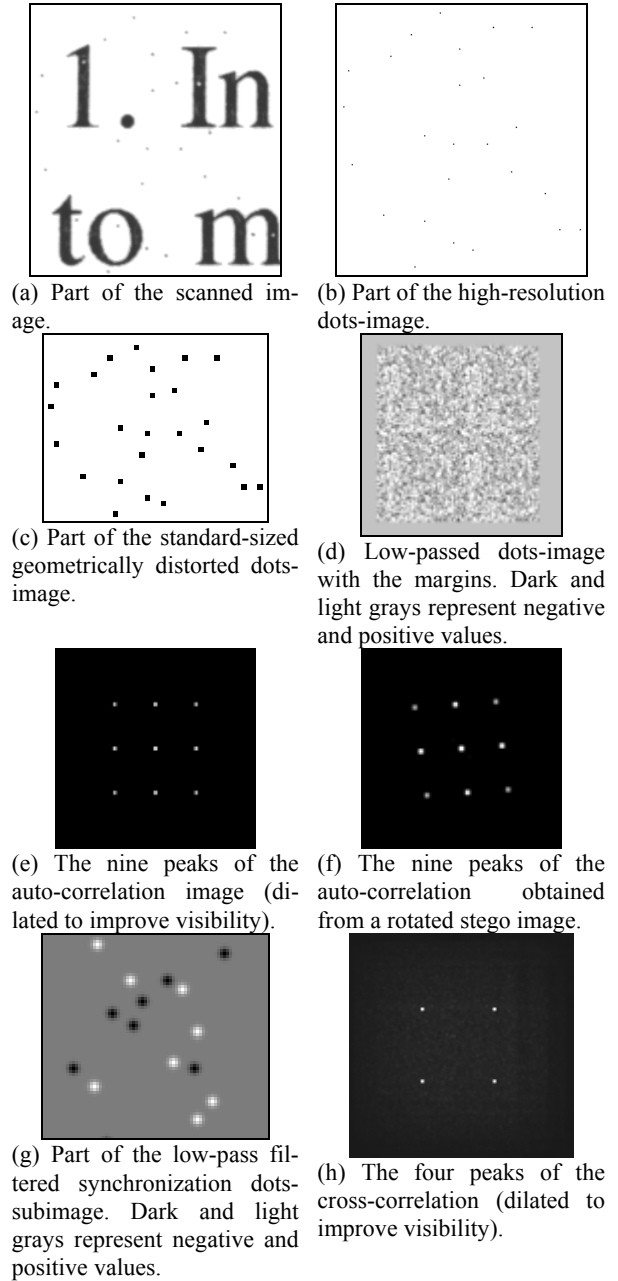 1. In
to m
(a) Part of the scanned im-
age.
(b) Part of the high-resolution
dots-image.
(c) Part of the standard-sized
geometrically distorted dots-
image.
(d) Low-passed dots-image
with the margins. Dark and
light grays represent negative
and positive values.
(e) The nine peaks of the
auto-correlation image (di-
lated to improve visibility).
(f) The nine peaks of the
auto-correlation obtained
from a rotated stego image.
(g) Part of the low-pass fil-
tered synchronization dots-
subimage. Dark and light
grays represent negative and
positive values.
(h) The four peaks of the
cross-correlation (dilated to
improve visibility).